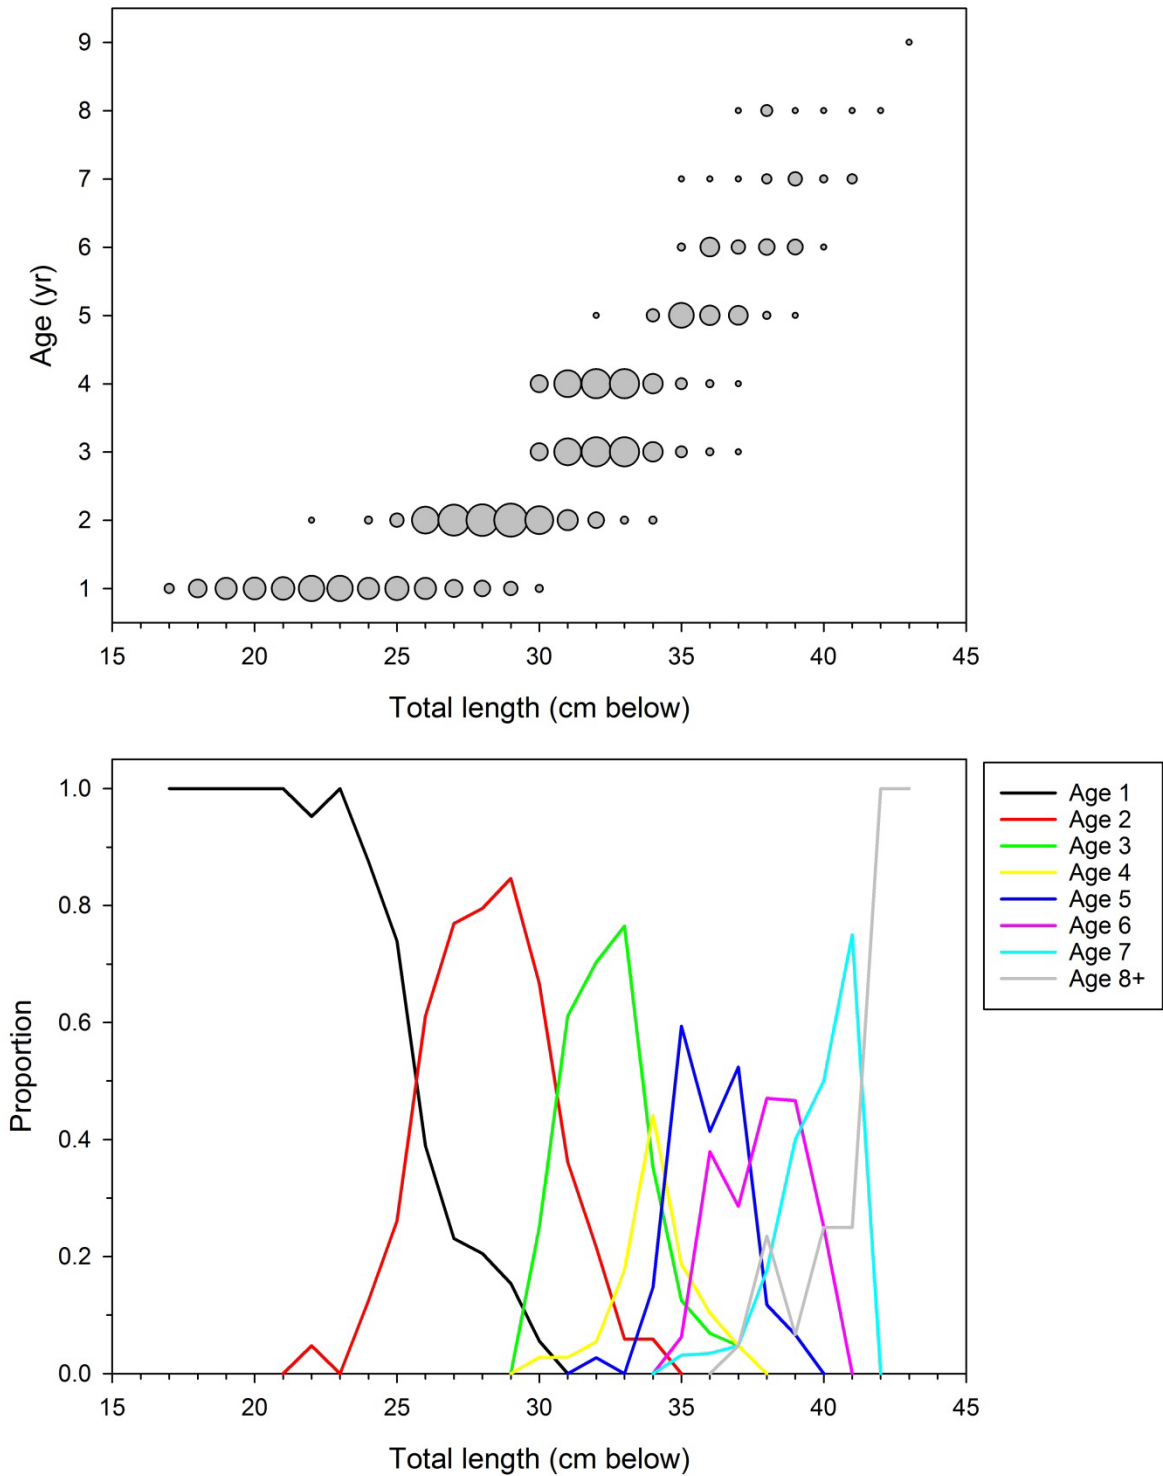 9
8
7
6
5
4
3
2
1
Age (yr)
15 20 25 30 35 40 45
Total length (cm below)
1.0
0.8
0.6
0.4
0.2
0.0
Proportion
15 20 25 30 35 40 45
Total length (cm below)
Age 1
Age 2
Age 3
Age 4
Age 5
Age 6
Age 7
Age 8+